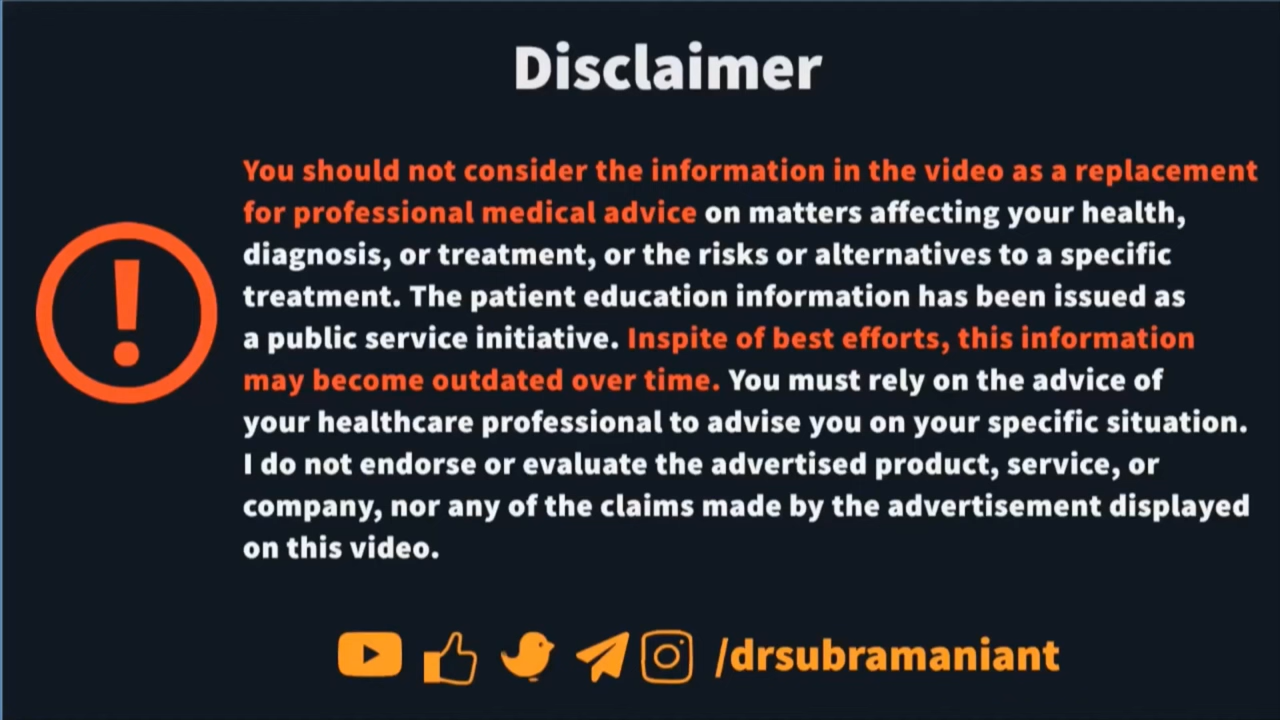 Disclaimer
You should not consider the information in the video as a replacement
for professional medical advice on matters affecting your health,
diagnosis, or treatment, or the risks or alternatives to a specific
treatment. The patient education information has been issued as
a public service initiative. Inspite of best efforts, this information
may become outdated over time. You must rely on the advice of
your healthcare professional to advise you on your specific situation.
I do not endorse or evaluate the advertised product, service, or
company, nor any of the claims made by the advertisement displayed
on this video.
/drsubramaniant